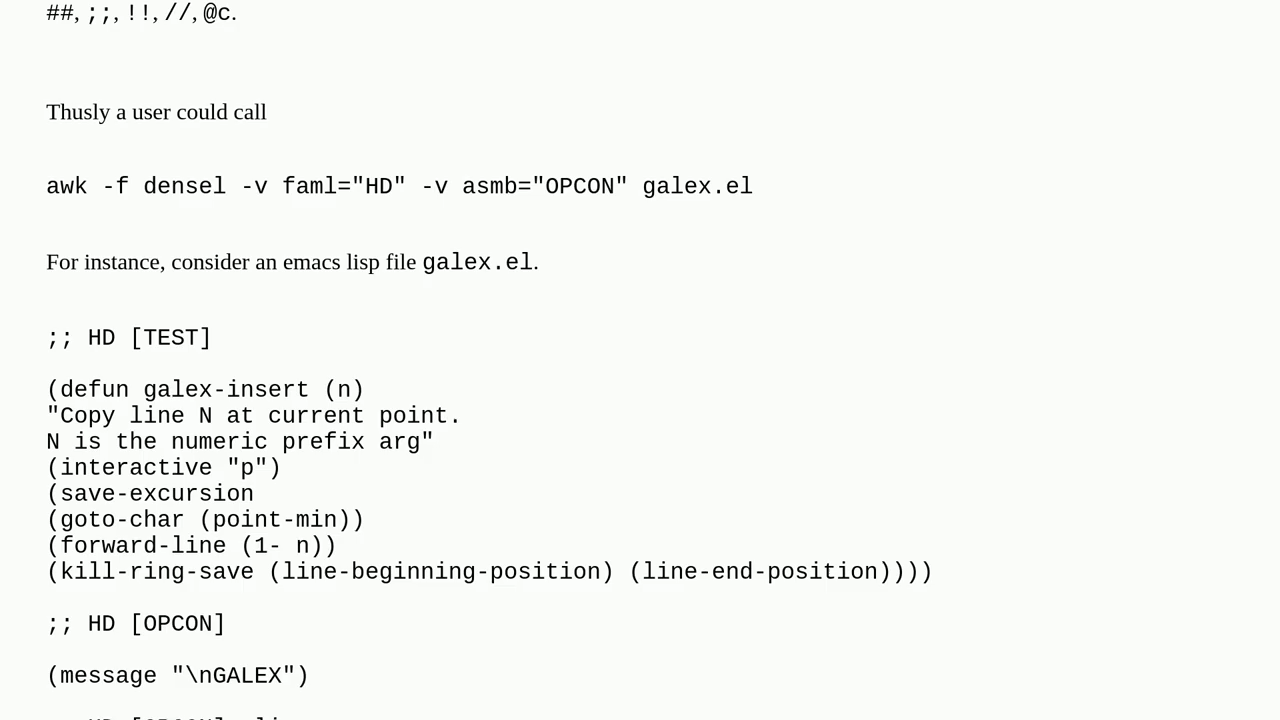 ##, ;;, !!, //, @c.
Thusly a user could call
awk -f densel -v faml="HD" -v asmb="OPCON" galex.el
For instance, consider an emacs lisp file galex.el.
;; HD [TEST]
(defun galex-insert (n)
"Copy line N at current point.
N is the numeric prefix arg"
(interactive "p")
(save-excursion
(goto-char (point-min))
(forward-line (1- n))
(kill-ring-save (line-beginning-position) (line-end-position))))
;; HD [OPCON]
(message "\nGALEX")